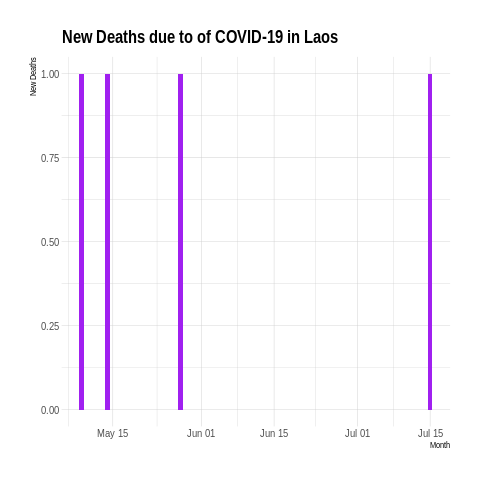 New Deaths due to of COVID-19 in Laos
New Deaths
1.00
0.75
0.50
0.25
0.00
May 15 Jun 01 Jun 15 Jul 01 Jul 15
Month